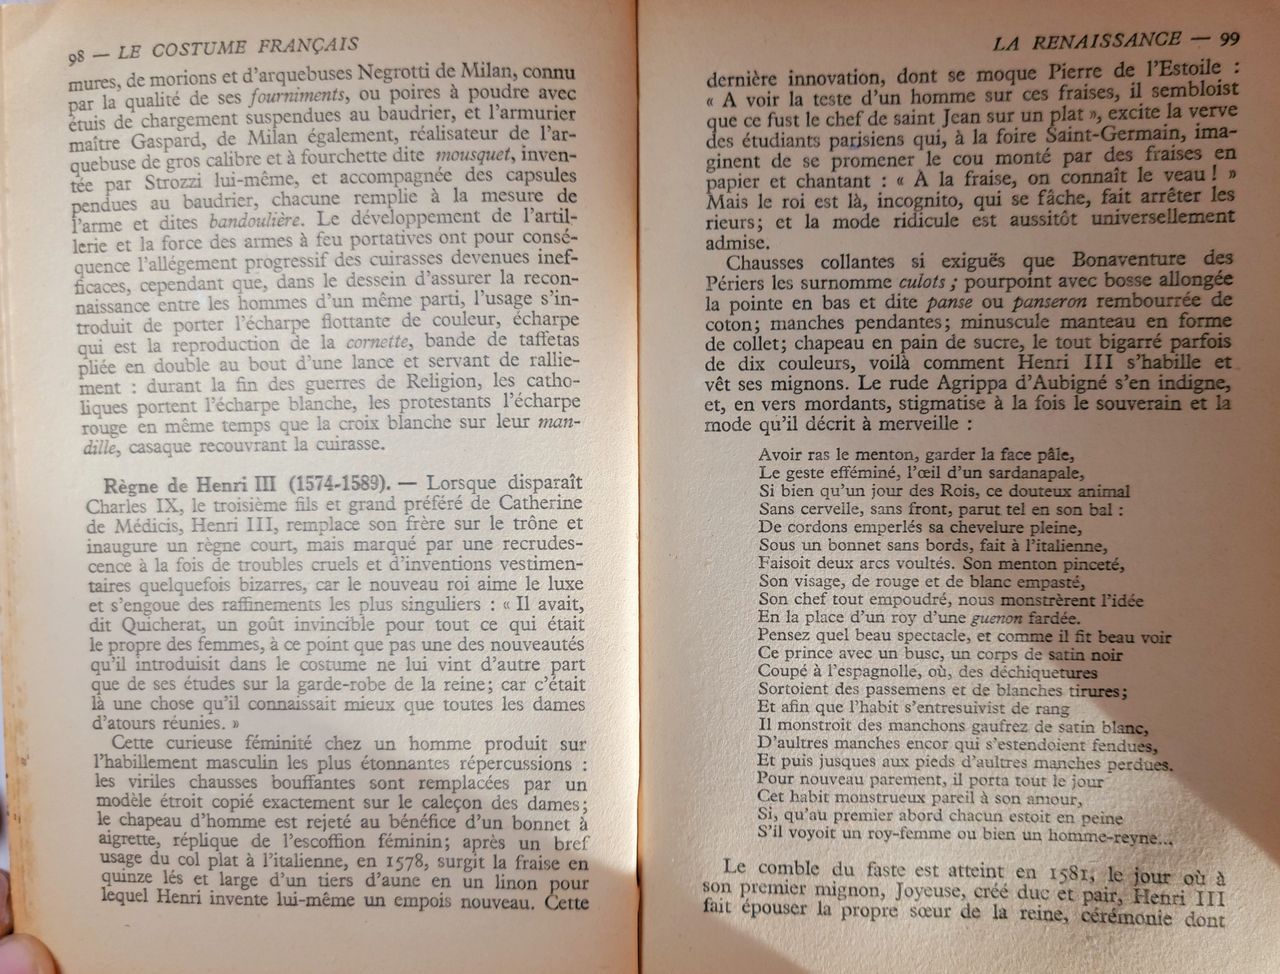 98 — LE COSTUME FRANÇAIS
mures, de morions et d'arquebuses Negrotti de Milan, connu
par la qualité de ses fourniments, ou poires à poudre avec
étuis de chargement suspendues au baudrier, et l'armurier
maître Gaspard, de Milan également, réalisateur de l'ar-
quebuse de gros calibre et à fourchette dite mousquet, inven-
tée par Strozzi lui-même, et accompagnée des capsules
pendues au baudrier, chacune remplie à la mesure de
l'arme et dites bandoulière. Le développement de l'artil-
lerie et la force des armes à feu portatives ont pour consé-
quence l'allégement progressif des cuirasses devenues inef-
ficaces, cependant que, dans le dessein d'assurer la recon-
naissance entre les hommes d'un même parti, l'usage s'in-
troduit de porter l'écharpe flottante de couleur, écharpe
qui est la reproduction de la cornette, bande de taffetas
pliée en double au bout d'une lance et servant de rallie-
ment : durant la fin des guerres de Religion, les catho-
liques portent l'écharpe blanche, les protestants l'écharpe
rouge en même temps que la croix blanche sur leur man-
dille, casaque recouvrant la cuirasse.
Règne de Henri III (1574-1589). — Lorsque disparaît
Charles IX, le troisième fils et grand préféré de Catherine
de Médicis, Henri III, remplace son frère sur le trône et
inaugure un règne court, mais marqué par une recrudes-
cence à la fois de troubles cruels et d'inventions vestimen-
taires quelquefois bizarres, car le nouveau roi aime le luxe
et s'engoue des raffinements les plus singuliers : « Il avait,
dit Quicherat, un goût invincible pour tout ce qui était
le propre des femmes, à ce point que pas une des nouveautés
qu'il introduisit dans le costume ne lui vint d'autre part
que de ses études sur la garde-robe de la reine; car c'était
là une chose qu'il connaissait mieux que toutes les dames
d'atours réunies. »
Cette curieuse féminité chez un homme produit sur
l'habillement masculin les plus étonnantes répercussions :
les viriles chausses bouffantes sont remplacées par un
modèle étroit copié exactement sur le caleçon des dames;
le chapeau d'homme est rejeté au bénéfice d'un bonnet à
aigrette, réplique de l'escoffion féminin; après un bref
usage du col plat à l'italienne, en 1578, surgit la fraise en
quinze lés et large d'un tiers d'aune en un linon pour
lequel Henri invente lui-même un empois nouveau. Cette
LA RENAISSANCE — 99
dernière innovation, dont se moque Pierre de l'Estoile :
« A voir la teste d'un homme sur ces fraises, il sembloist
que ce fust le chef de saint Jean sur un plat », excite la verve
des étudiants parisiens qui, à la foire Saint-Germain, ima-
ginent de se promener le cou monté par des fraises en
papier et chantant : « A la fraise, on connaît le veau ! »
Mais le roi est là, incognito, qui se fâche, fait arrêter les
rieurs; et la mode ridicule est aussitôt universellement
admise.
Chausses collantes si exiguës que Bonaventure des
Périers les surnomme culots ; pourpoint avec bosse allongée
la pointe en bas et dite panse ou panseron rembourrée de
coton; manches pendantes; minuscule manteau en forme
de collet; chapeau en pain de sucre, le tout bigarré parfois
de dix couleurs, voilà comment Henri III s'habille et
vêt ses mignons. Le rude Agrippa d'Aubigné s'en indigne,
et, en vers mordants, stigmatise à la fois le souverain et la
mode qu'il décrit à merveille :
Avoir ras le menton, garder la face pâle,
Le geste efféminé, l'œil d'un sardanapale,
Si bien qu'un jour des Rois, ce douteux animal
Sans cervelle, sans front, parut tel en son bal :
De cordons emperlés sa chevelure pleine,
Sous un bonnet sans bords, fait à l'italienne,
Faisoit deux arcs voultés. Son menton pinceté,
Son visage, de rouge et de blanc empasté,
Son chef tout empoudré, nous monstrèrent l'idée
En la place d'un roy d'une guenon fardée.
Pensez quel beau spectacle, et comme il fit beau voir
Ce prince avec un busc, un corps de satin noir
Coupé à l'espagnolle, où, des déchiquetures
Sortoient des passemens et de blanches tirures;
Et afin que l'habit s'entresuivist de rang
Il monstroit des manchons gaufrez de satin blanc,
D'aultres manches encor qui s'estendoient fendues,
Et puis jusques aux pieds d'aultres manches perdues.
Pour nouveau parement, il porta tout le jour
Cet habit monstrueux pareil à son amour,
Si, qu'au premier abord chacun estoit en peine
S'il voyoit un roy-femme ou bien un homme-reyne...
Le comble du faste est atteint en 1581, le jour où à
son premier mignon, Joyeuse, créé duc et pair, Henri III
fait épouser la propre sœur de la reine, cérémonie dont